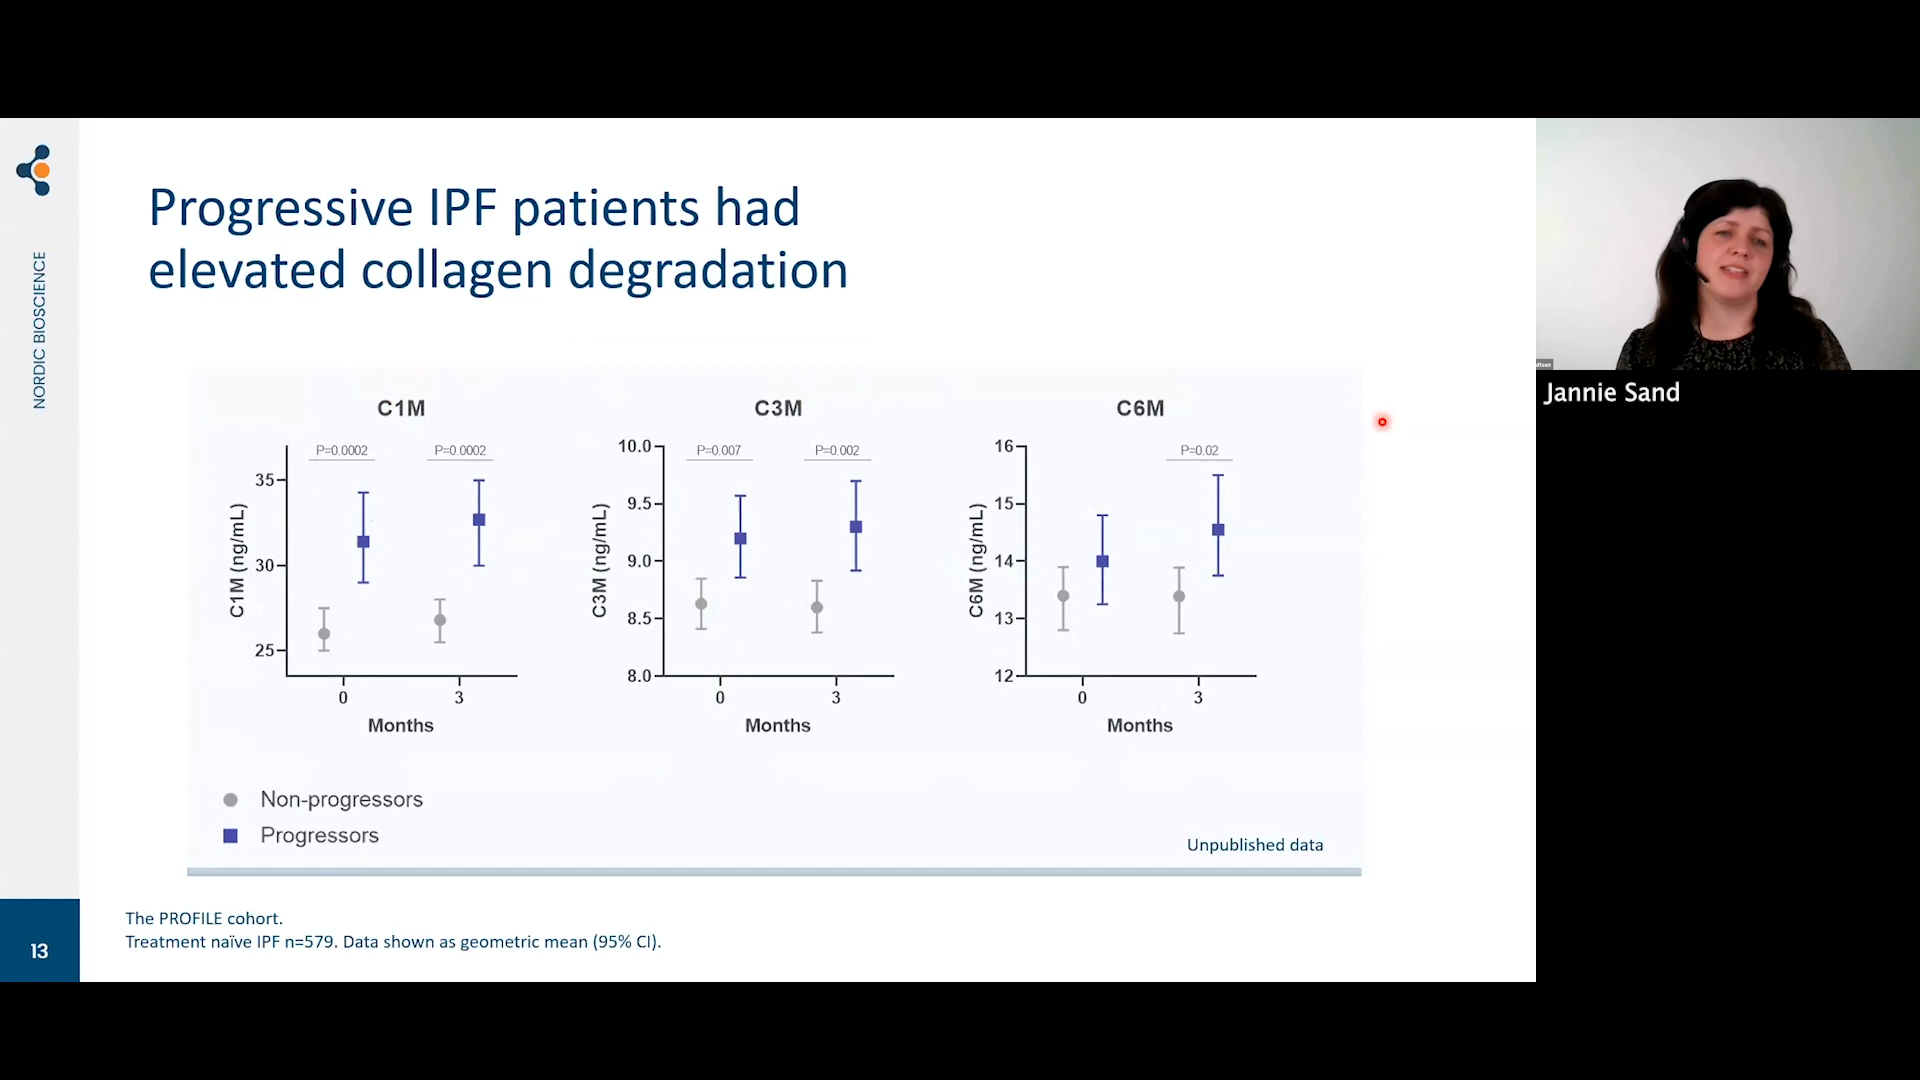 NORDIC BIOSCIENCE
Progressive IPF patients had
elevated collagen degradation
C1M
P=0.0002 P=0.0002
C1M (ng/mL)
35
30
25
0 3
Months
C3M
P=0.007 P=0.002
C3M (ng/mL)
10.0
9.5
9.0
8.5
8.0
0 3
Months
C6M
P=0.02
C6M (ng/mL)
16
15
14
13
12
0 3
Months
Non-progressors
Progressors
Unpublished data
The PROFILE cohort.
Treatment naïve IPF n=579. Data shown as geometric mean (95% CI).
13
Jannie Sand